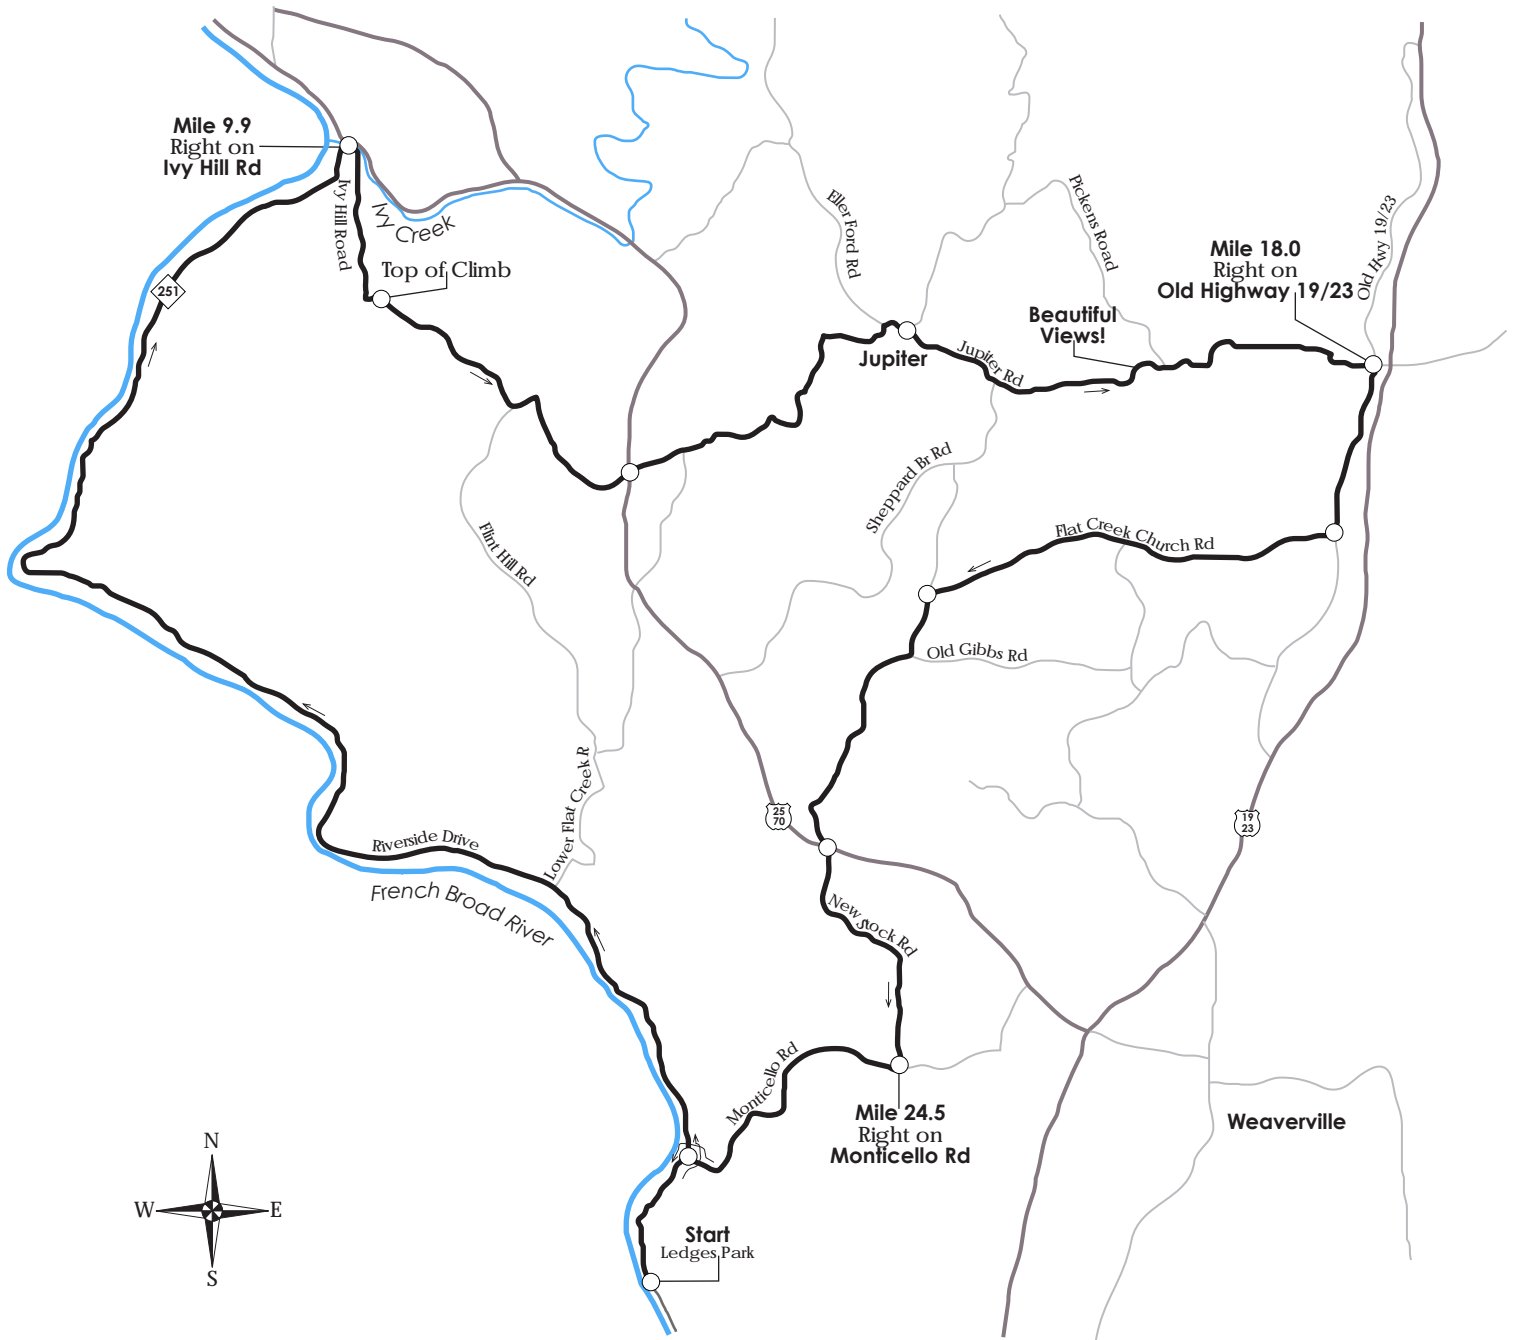 Mile 9.9
Right on
Ivy Hill Rd
Ivy Hill Road
Ivy Creek
Top of Climb
251
Eller Ford Rd
Pickens Road
Old Hwy 19/23
Mile 18.0
Right on
Old Highway 19/23
Beautiful
Views!
Jupiter
Jupiter Rd
Sheppard Br Rd
Flat Creek Church Rd
Flint Hill Rd
Old Gibbs Rd
Lower Flat Creek R
25
70
19
23
Riverside Drive
French Broad River
New Stock Rd
Monticello Rd
Mile 24.5
Right on
Monticello Rd
Weaverville
N
W
E
S
Start
Ledges Park